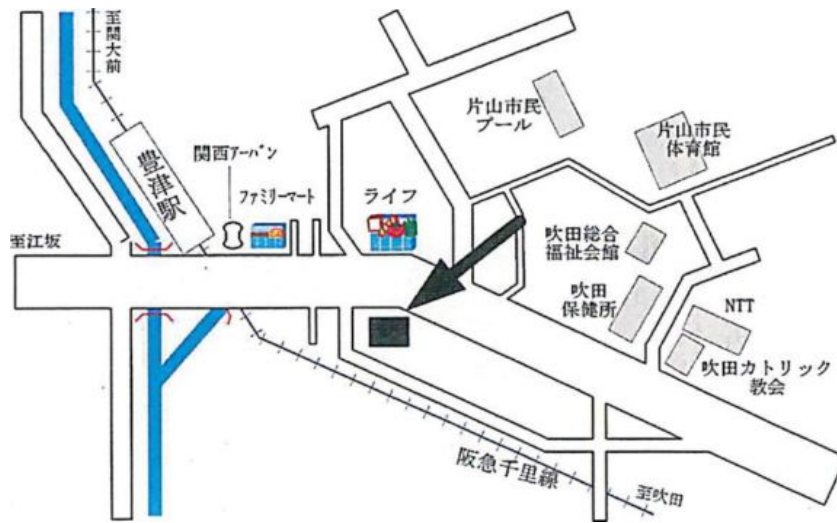 至関大前
豊津駅
関西アーバン
ファミリーマート
ライフ
片山市民
プール
片山市民
体育館
至江坂
吹田総合
福祉会館
吹田
保健所
NTT
吹田カトリック
教会
阪急千里線
至吹田